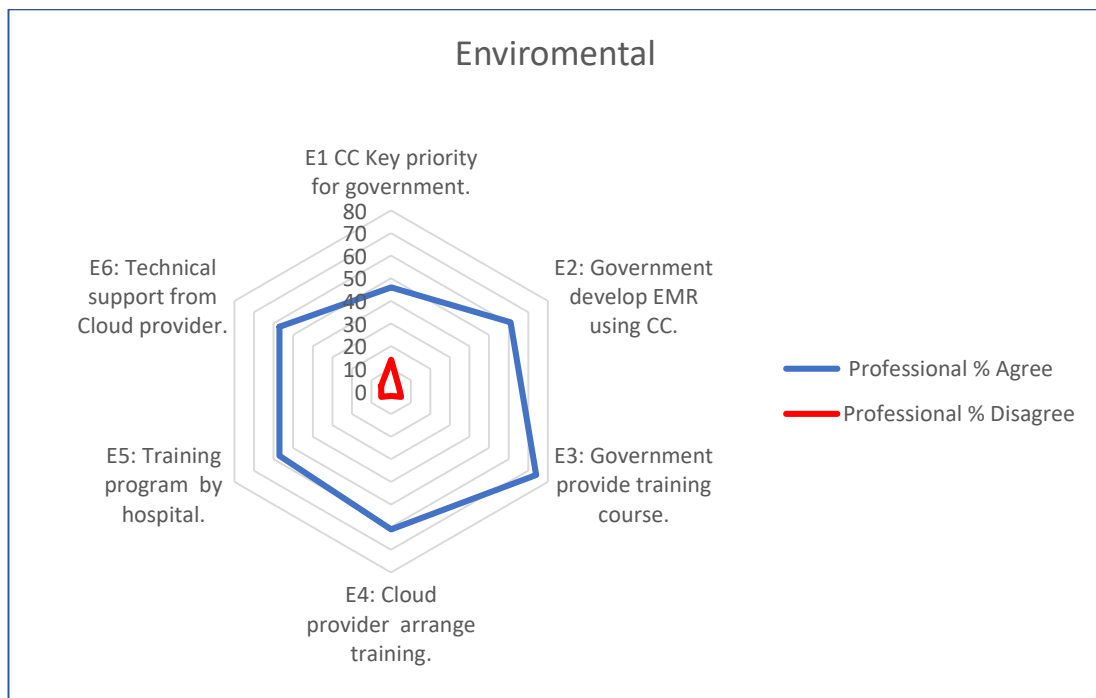 Enviromental
E1 CC Key priority
for government.
80
70
60
50
40
30
20
10
0
E2: Government
develop EMR
using CC.
E3: Government
provide training
course.
E4: Cloud
provider arrange
training.
E5: Training
program by
hospital.
E6: Technical
support from
Cloud provider.
Professional % Agree
Professional % Disagree